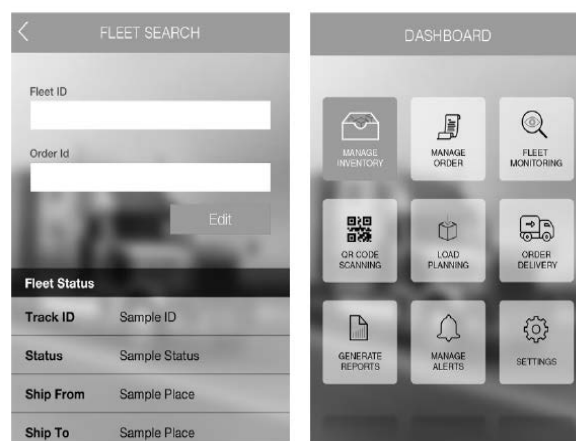 FLEET SEARCH
Fleet ID
Order Id
Edit
Fleet Status
Track ID Sample ID
Status Sample Status
Ship From Sample Place
Ship To Sample Place
DASHBOARD
MANAGE
INVENTORY
MANAGE
ORDER
FLEET
MONITORING
QR CODE
SCANNING
LOAD
PLANNING
ORDER
DELIVERY
GENERATE
REPORTS
MANAGE
ALERTS
SETTINGS